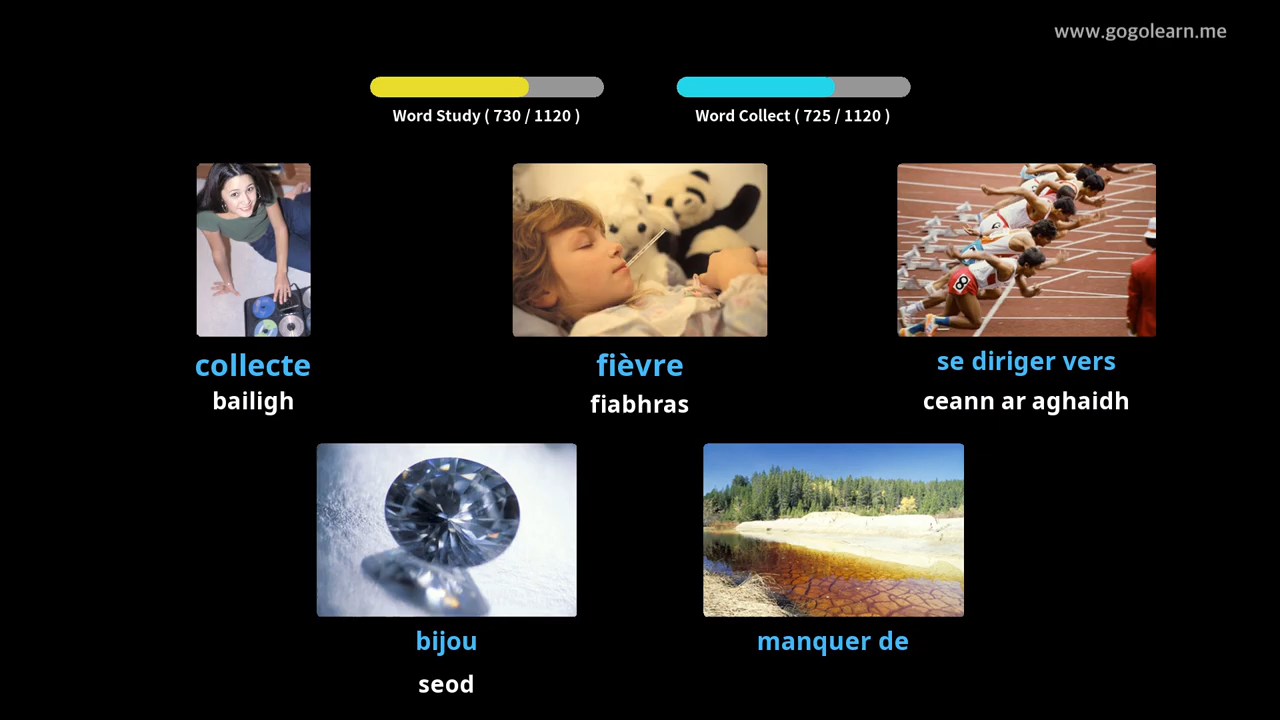 www.gogolearn.me
Word Study ( 730 / 1120 )
Word Collect ( 725 / 1120 )
collecte
bailigh
fièvre
fiabhras
se diriger vers
ceann ar aghaidh
bijou
seod
manquer de